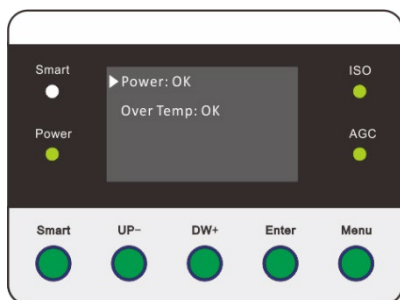 Smart
ISO
Power: OK
Over Temp: OK
Power
AGC
Smart UP- DW+ Enter Menu